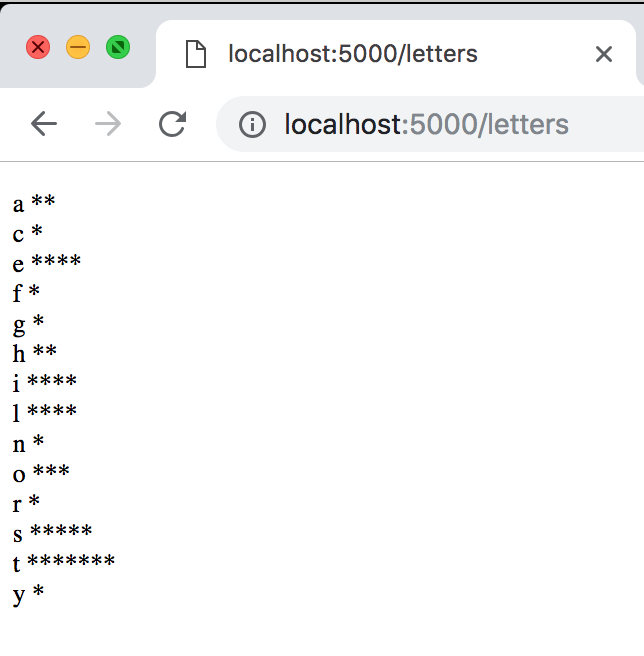 localhost:5000/letters
localhost:5000/letters
a **
c *
e ****
f *
g *
h **
i ****
l ****
n *
o ***
r *
s *****
t *******
y *